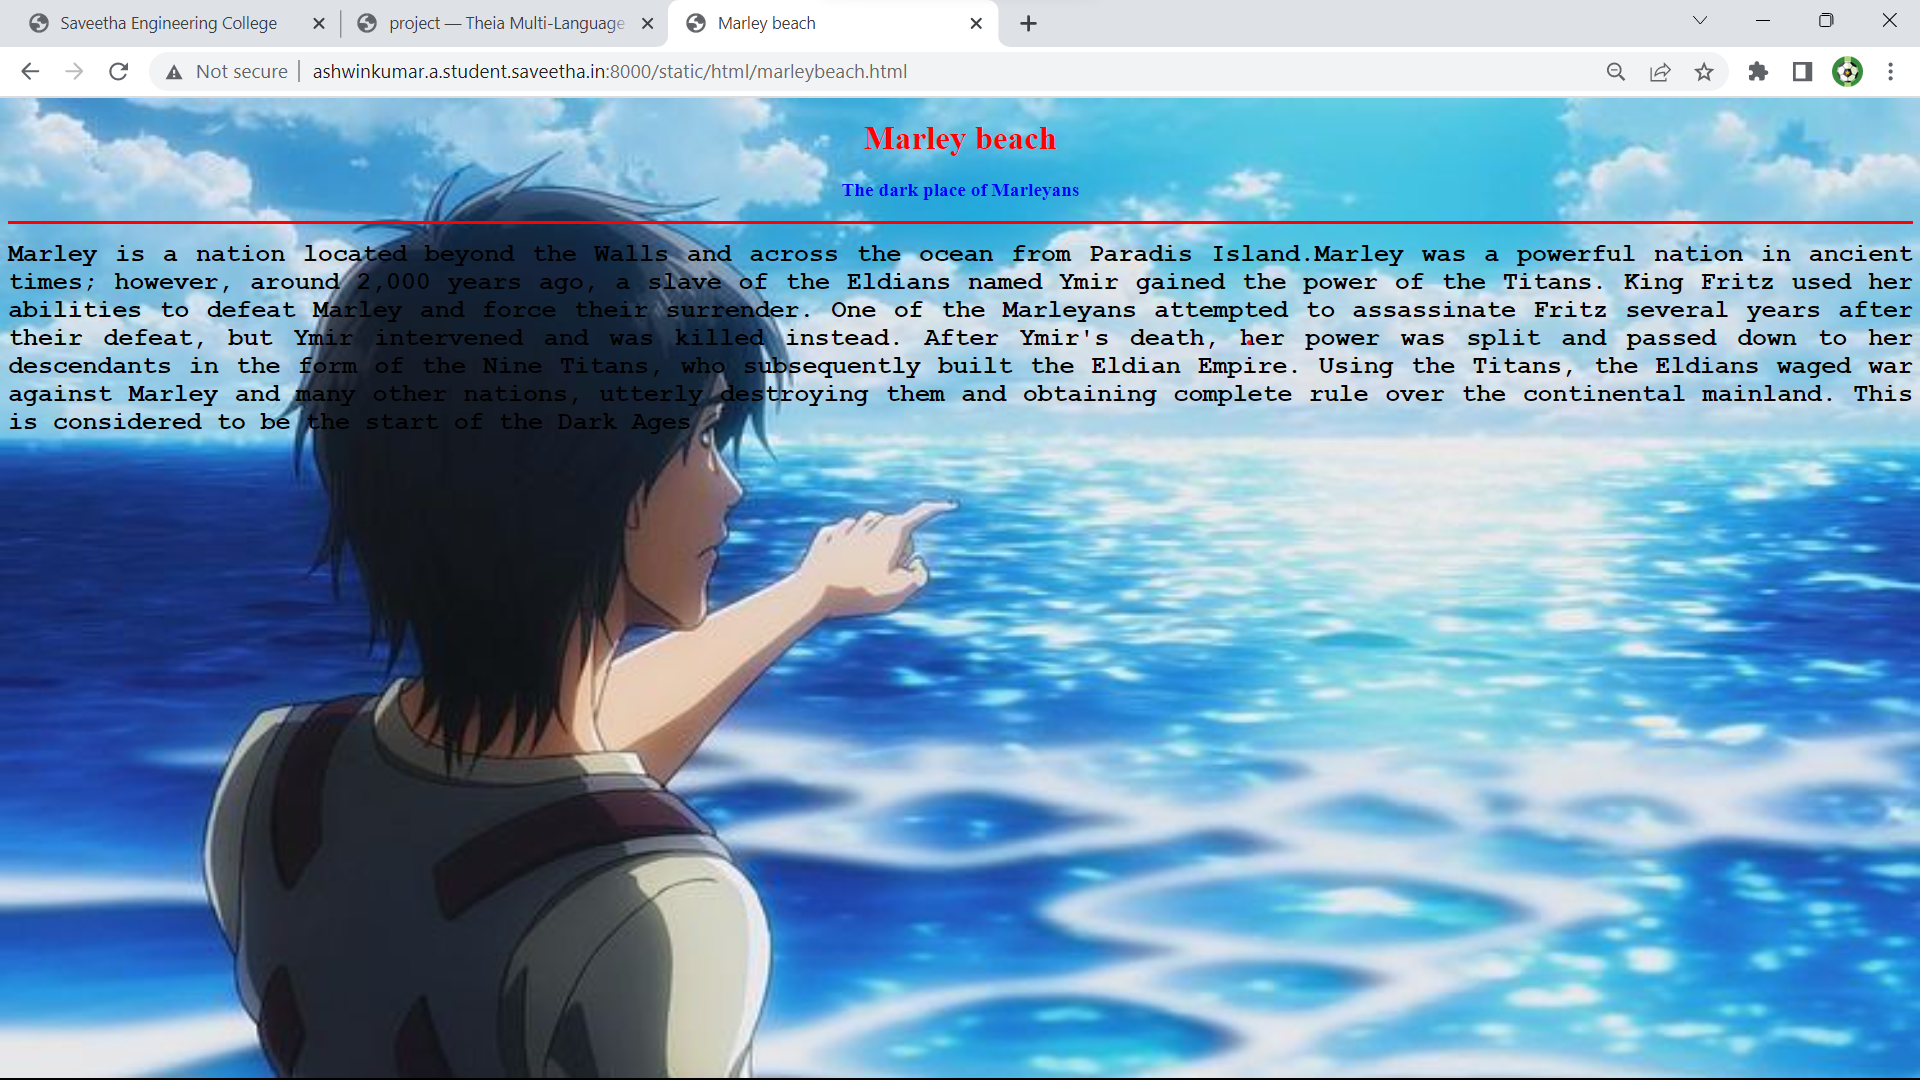 Saveetha Engineering College
project — Theia Multi-Language
Marley beach
Not secure
ashwinkumar.a.student.saveetha.in:8000/static/html/marleybeach.html
Marley beach
The dark place of Marleyans
Marley is a nation located beyond the Walls and across the ocean from Paradis Island.Marley was a powerful nation in ancient
times; however, around 2,000 years ago, a slave of the Eldians named Ymir gained the power of the Titans. King Fritz used her
abilities to defeat Marley and force their surrender. One of the Marleyans attempted to assassinate Fritz several years after
their defeat, but Ymir intervened and was killed instead. After Ymir's death, her power was split and passed down to her
descendants in the form of the Nine Titans, who subsequently built the Eldian Empire. Using the Titans, the Eldians waged war
against Marley and many other nations, utterly destroying them and obtaining complete rule over the continental mainland. This
is considered to be the start of the Dark Ages